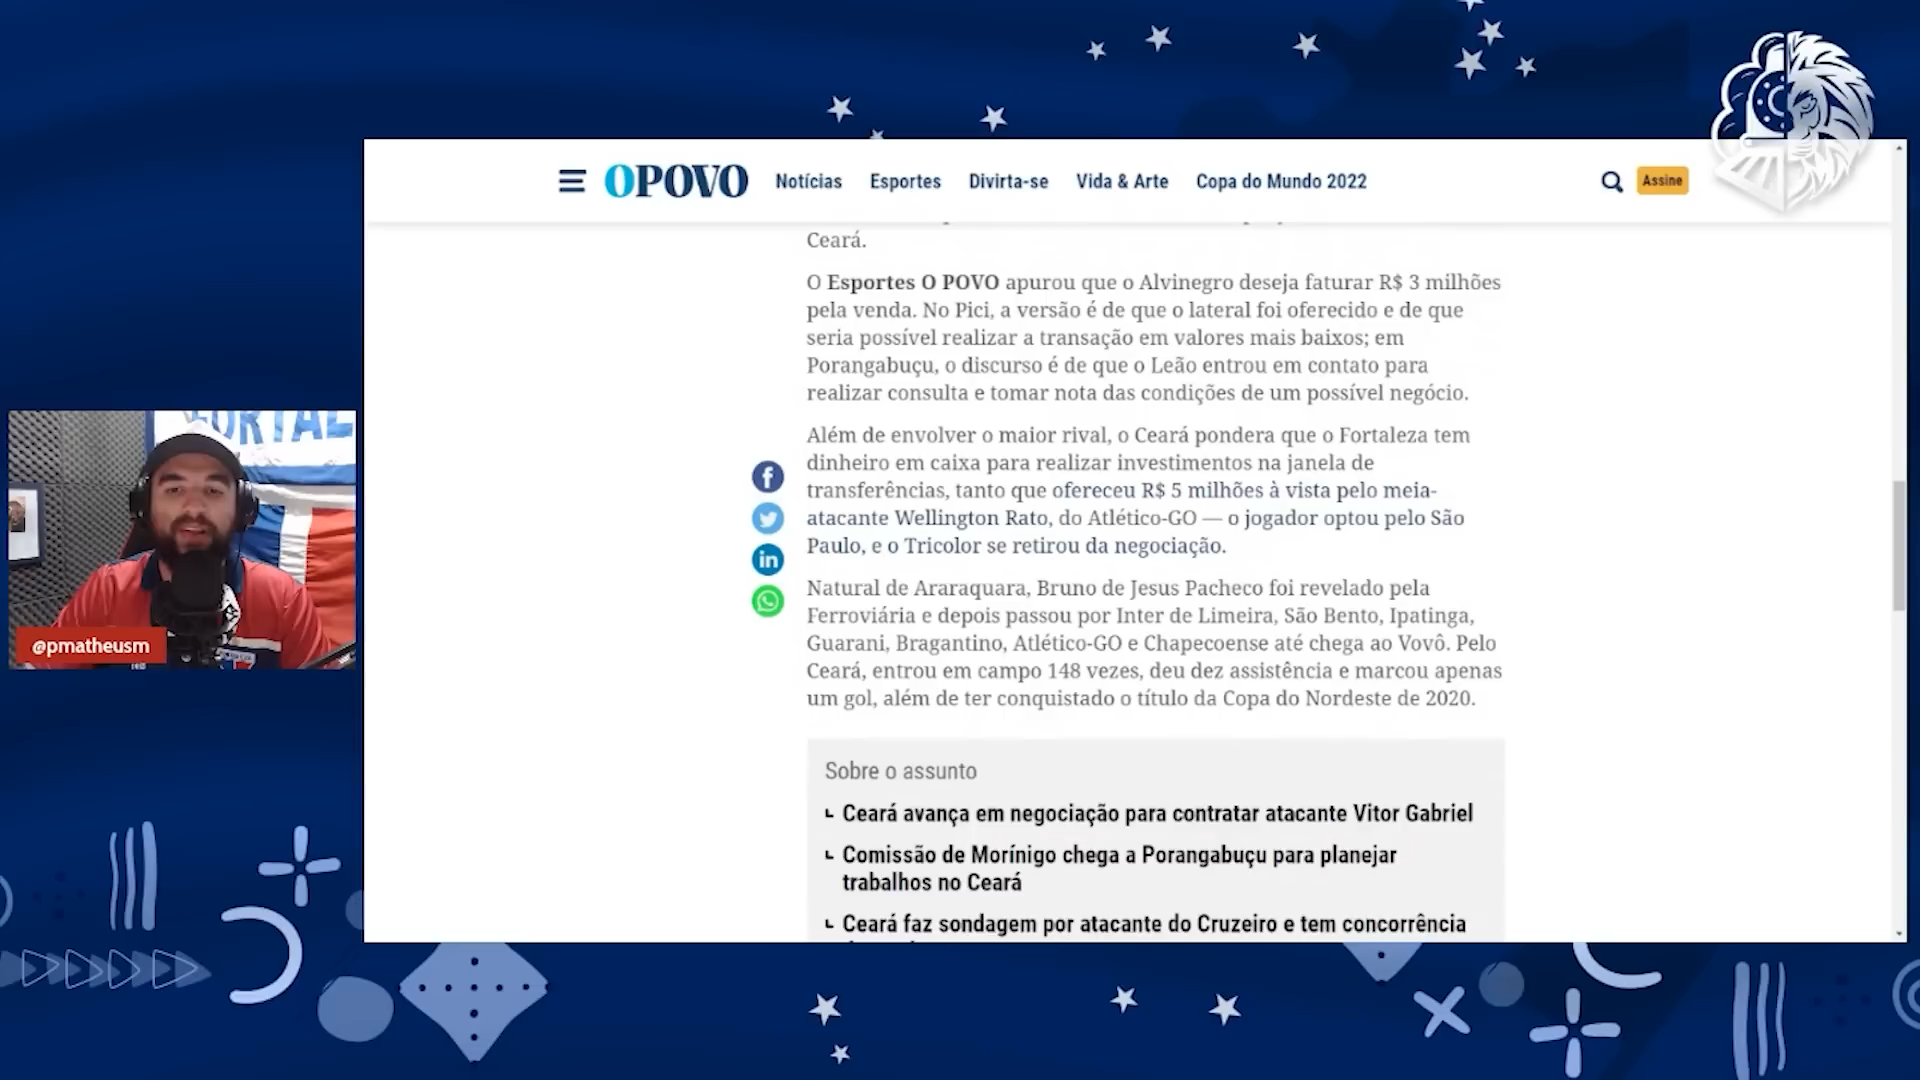 OPOVO
Notícias
Esportes
Divirta-se
Vida & Arte
Copa do Mundo 2022
Assine
Ceará.
O Esportes O POVO apurou que o Alvinegro deseja faturar R$ 3 milhões
pela venda. No Pici, a versão é de que o lateral foi oferecido e de que
seria possível realizar a transação em valores mais baixos; em
Porangabuçu, o discurso é de que o Leão entrou em contato para
realizar consulta e tomar nota das condições de um possível negócio.
Além de envolver o maior rival, o Ceará pondera que o Fortaleza tem
dinheiro em caixa para realizar investimentos na janela de
transferências, tanto que ofereceu R$ 5 milhões à vista pelo meia-
atacante Wellington Rato, do Atlético-GO — o jogador optou pelo São
Paulo, e o Tricolor se retirou da negociação.
Natural de Araraquara, Bruno de Jesus Pacheco foi revelado pela
Ferroviária e depois passou por Inter de Limeira, São Bento, Ipatinga,
Guarani, Bragantino, Atlético-GO e Chapecoense até chega ao Vovô. Pelo
Ceará, entrou em campo 148 vezes, deu dez assistência e marcou apenas
um gol, além de ter conquistado o título da Copa do Nordeste de 2020.
Sobre o assunto
Ceará avança em negociação para contratar atacante Vitor Gabriel
Comissão de Morínigo chega a Porangabuçu para planejar
trabalhos no Ceará
Ceará faz sondagem por atacante do Cruzeiro e tem concorrência
@pmatheusm